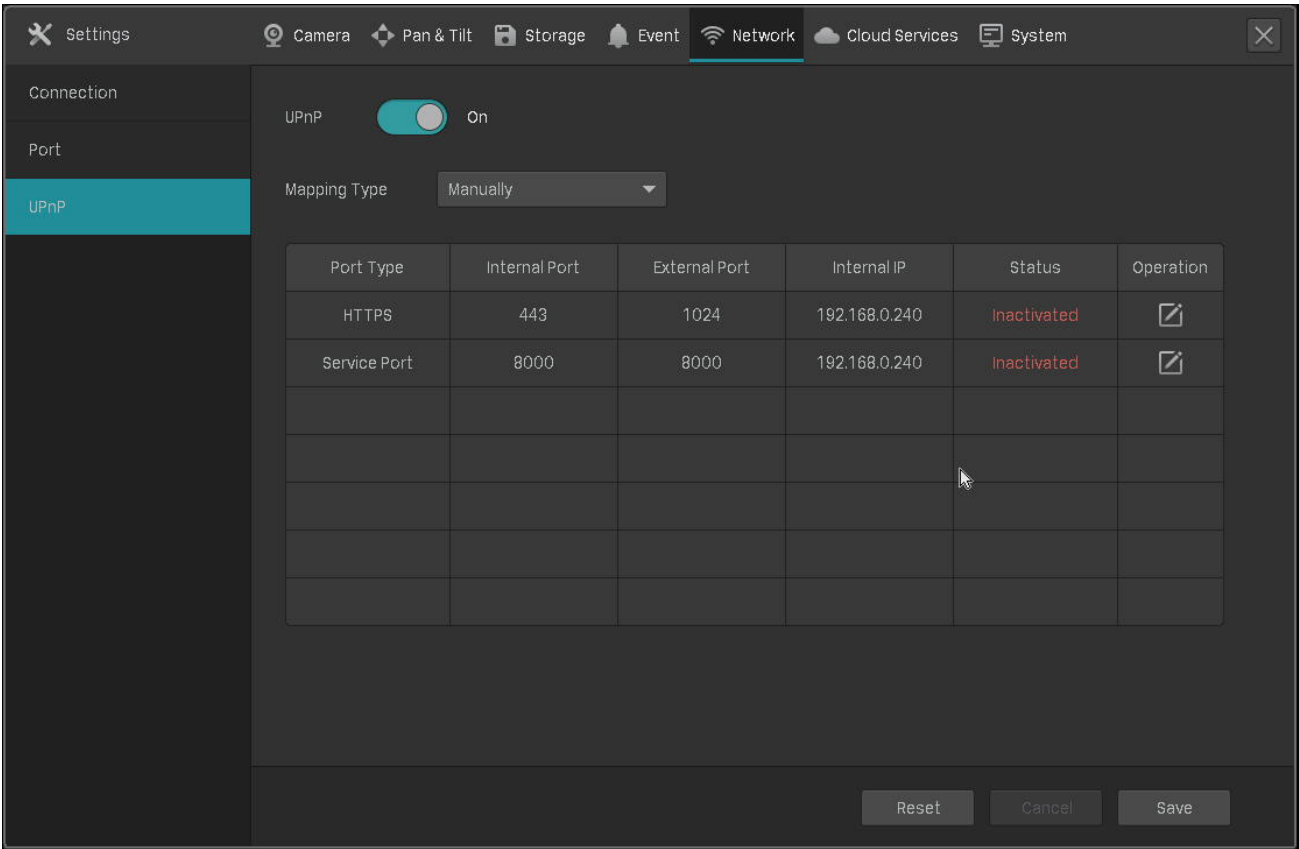 Settings Camera Pan & Tilt Storage Event Network Cloud Services System
Connection
Port
UPnP
UPnP On
Mapping Type Manually
Port Type Internal Port External Port Internal IP Status Operation
HTTPS 443 1024 192.168.0.240 Inactivated
Service Port 8000 8000 192.168.0.240 Inactivated
Reset Cancel Save